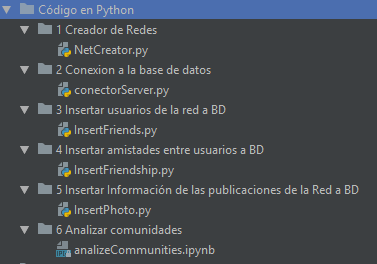 Código en Python
1 Creador de Redes
NetCreator.py
2 Conexion a la base de datos
conectorServer.py
3 Insertar usuarios de la red a BD
InsertFriends.py
4 Insertar amistades entre usuarios a BD
InsertFriendship.py
5 Insertar Información de las publicaciones de la Red a BD
InsertPhoto.py
6 Analizar comunidades
analizeCommunities.ipynb